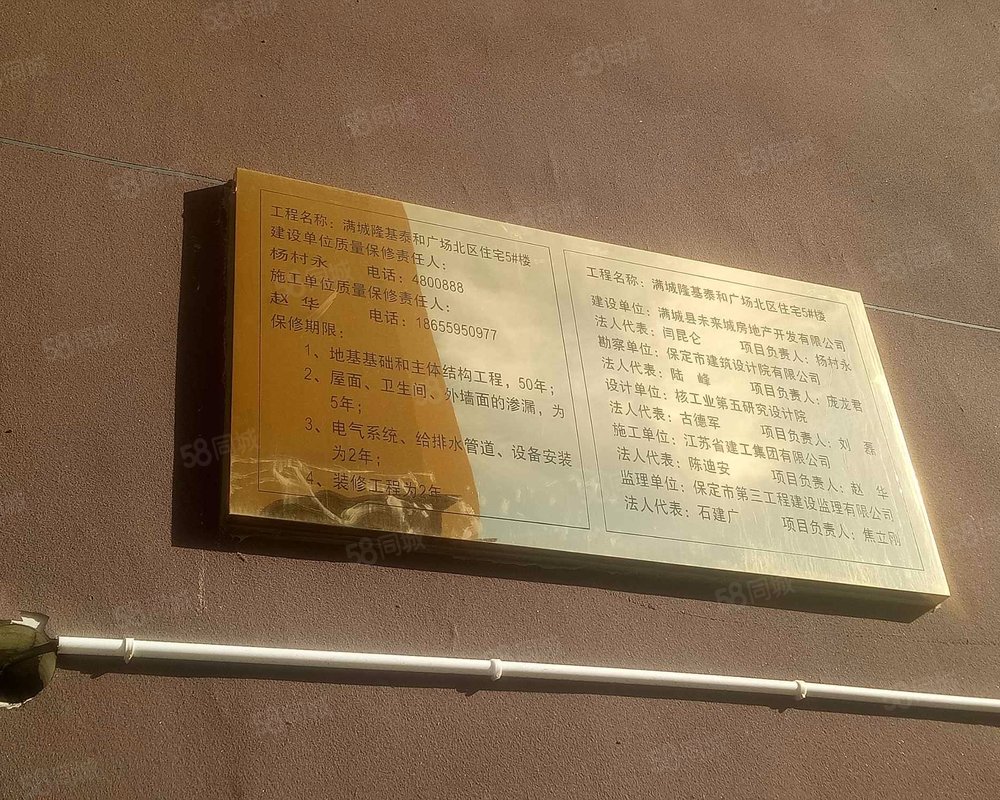 工程名称：满城隆基泰和广场北区住宅5#楼
建设单位质量保修责任人：
杨村永 电话：4800888
施工单位质量保修责任人：
赵 华 电话：18655950977
保修期限：
1、地基基础和主体结构工程，50年；
2、屋面、卫生间、外墙面的渗漏，为
5年；
3、电气系统、给排水管道、设备安装
为2年；
4、装修工程为2年
工程名称：满城隆基泰和广场北区住宅5#楼
建设单位：满城县未来城房地产开发有限公司
法人代表：闫昆仑 项目负责人：杨村永
勘察单位：保定市建筑设计院有限公司
法人代表：陆 峰 项目负责人：庞龙君
设计单位：核工业第五研究设计院
法人代表：古德军 项目负责人：刘 磊
施工单位：江苏省建工集团有限公司
法人代表：陈迪安 项目负责人：赵 华
监理单位：保定市第三工程建设监理有限公司
法人代表：石建广 项目负责人：焦立刚
58同城